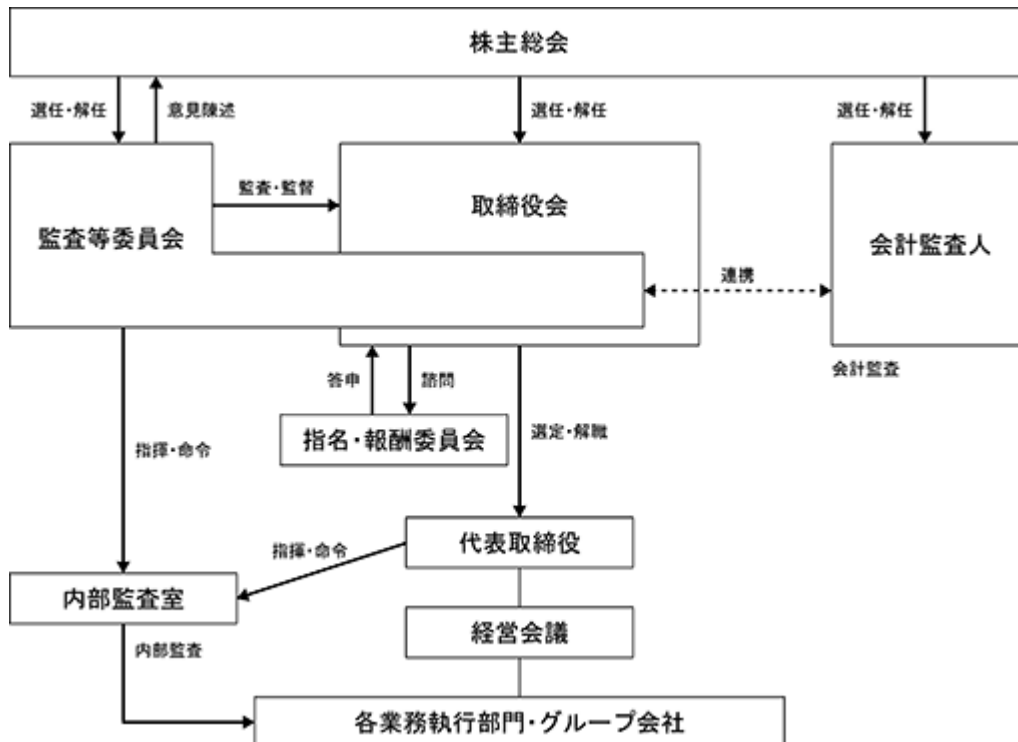 株主総会
選任・解任
意見陳述
選任・解任
選任・解任
監査・監督
監査等委員会
取締役会
会計監査人
連携
会計監査
答申
諮問
指名・報酬委員会
選定・解職
指揮・命令
代表取締役
指揮・命令
内部監査室
経営会議
内部監査
各業務執行部門・グループ会社